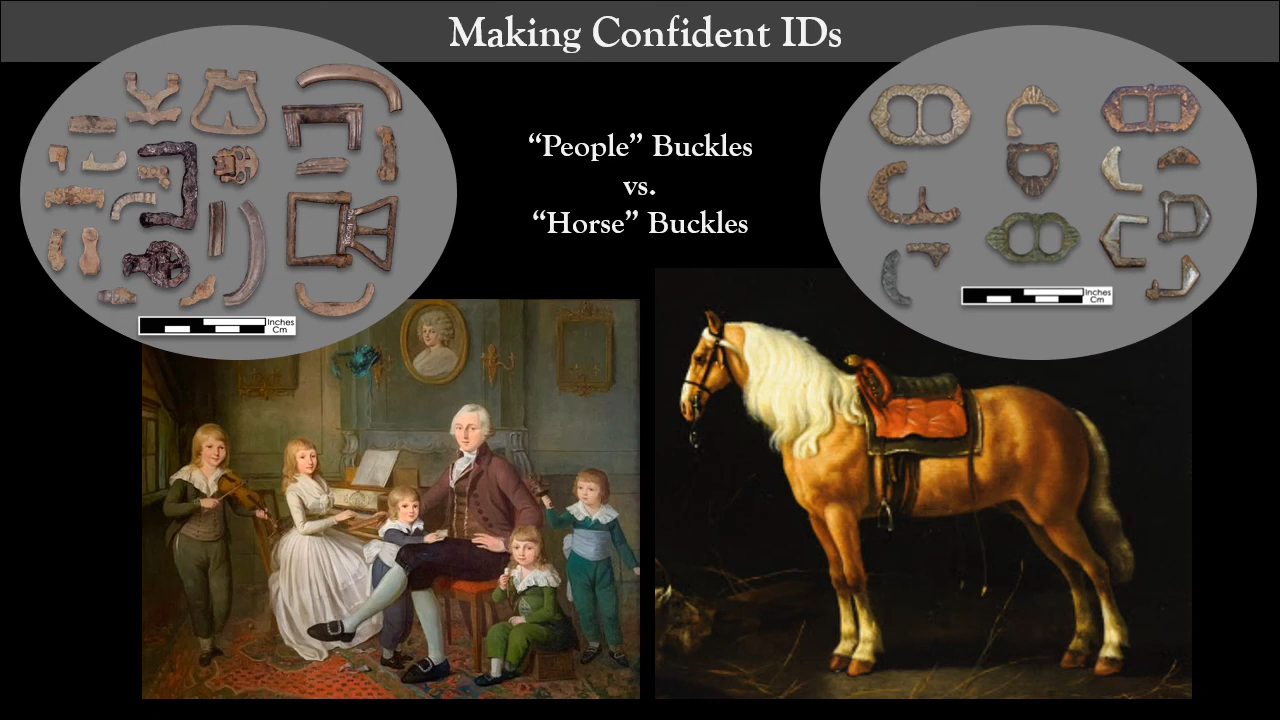 Making Confident IDs
“People” Buckles
vs.
“Horse” Buckles
Inches
Cm
Inches
Cm